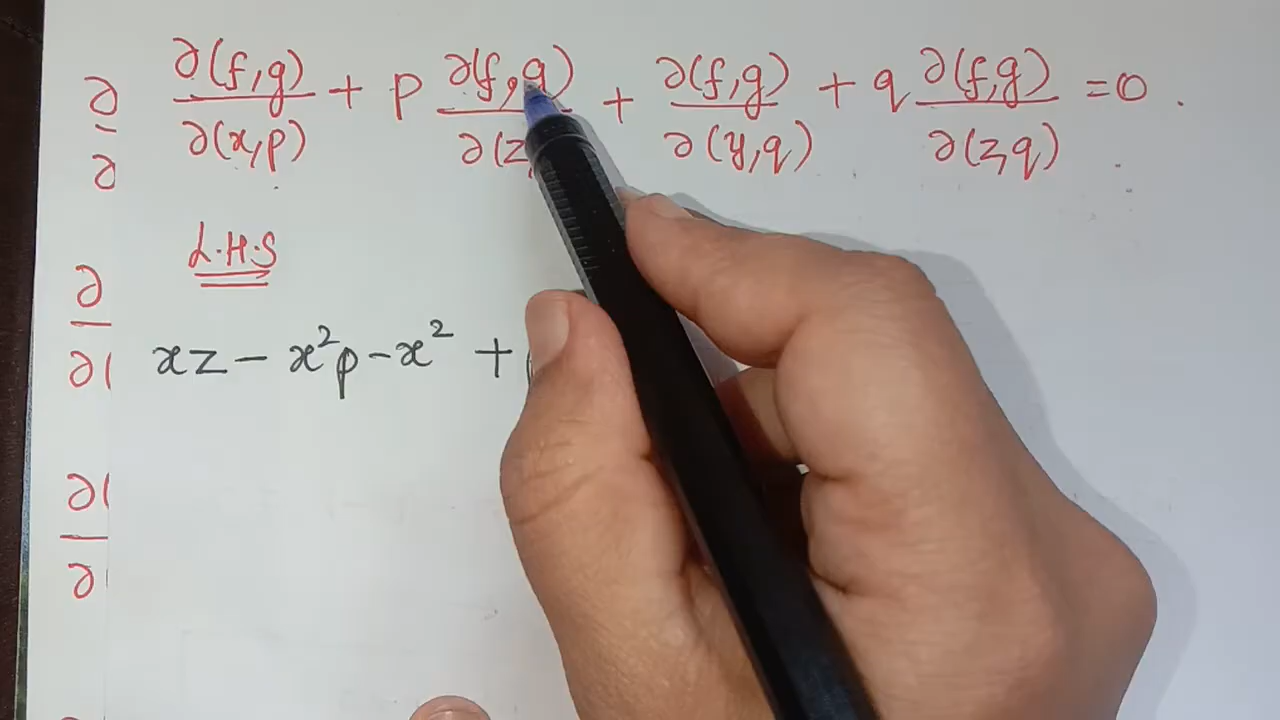 ∂(f,g)/∂(x,p) + p ∂(f,g)/∂(z + ∂(f,g)/∂(y,q) + q ∂(f,g)/∂(z,q) =0 .
∂/∂
L.H.S
∂/∂(
xz - x²p - x² +
∂(/∂